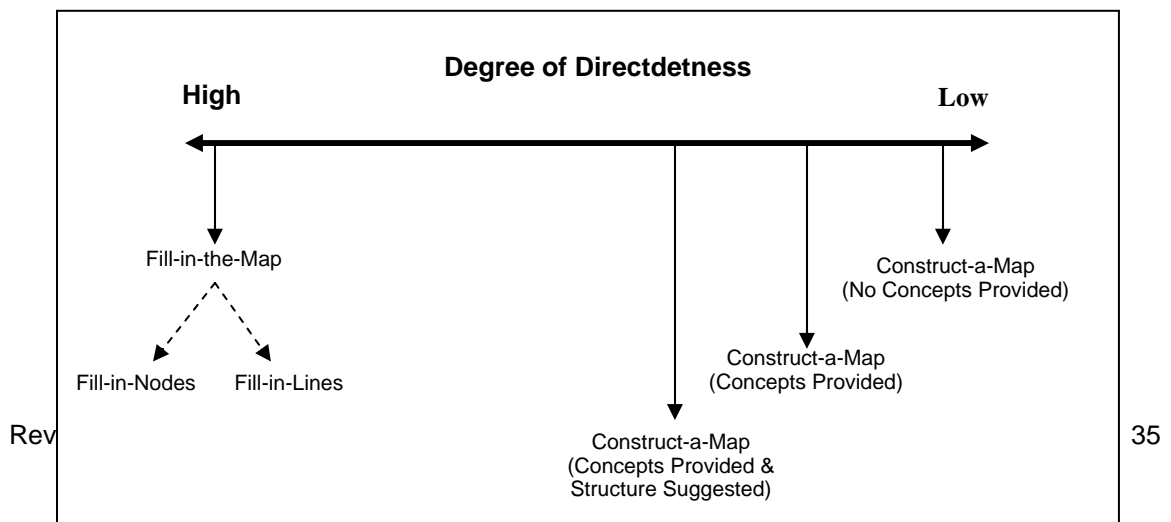 Degree of Directdetness
High
Low
Fill-in-the-Map
Fill-in-Nodes
Fill-in-Lines
Construct-a-Map
(No Concepts Provided)
Construct-a-Map
(Concepts Provided)
Construct-a-Map
(Concepts Provided &
Structure Suggested)
Rev
35